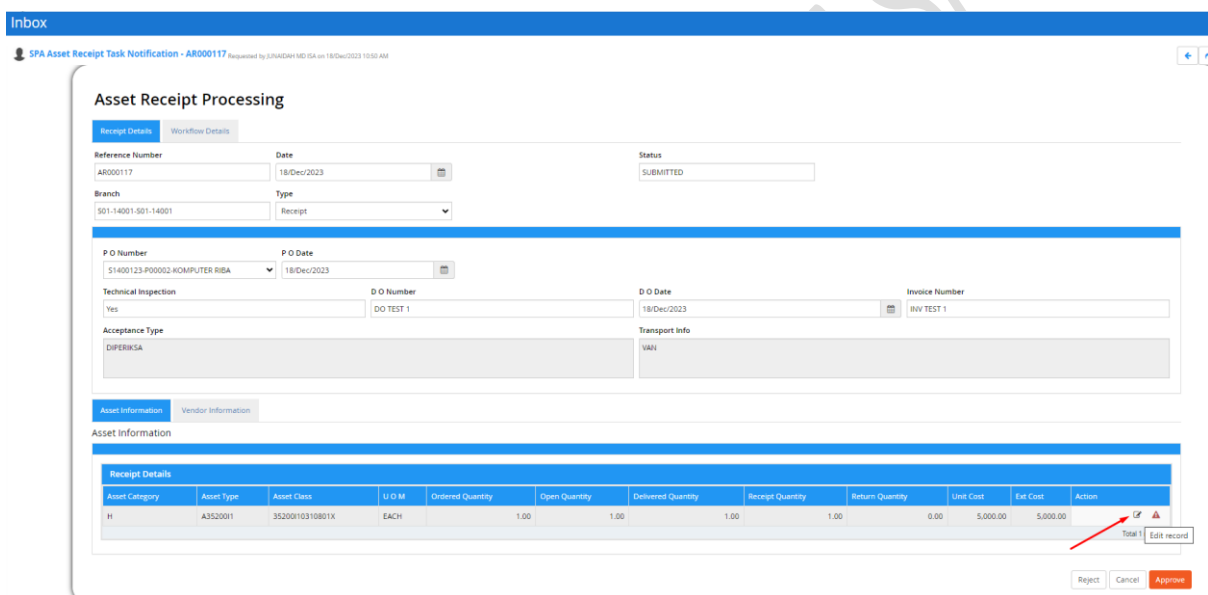 Inbox
SPA Asset Receipt Task Notification - AR000117 Requested by JUNAIDAH MD ISA on 18/Dec/2023 10:50 AM
Asset Receipt Processing
Receipt Details Workflow Details
Reference Number Date Status
AR000117 18/Dec/2023 SUBMITTED
Branch Type
S01-14001-S01-14001 Receipt
P O Number P O Date
S1400123-P00002-KOMPUTER RIBA 18/Dec/2023
Technical Inspection D O Number D O Date Invoice Number
Yes DO TEST 1 18/Dec/2023 INV TEST 1
Acceptance Type Transport Info
DIPERIKSA VAN
Asset Information Vendor Information
Asset Information
Receipt Details
Asset Category Asset Type Asset Class U O M Ordered Quantity Open Quantity Delivered Quantity Receipt Quantity Return Quantity Unit Cost Ext Cost Action
H A35200I1 35200I10310801X EACH 1.00 1.00 1.00 1.00 0.00 5,000.00 5,000.00
Total 1 Edit record
Reject Cancel Approve